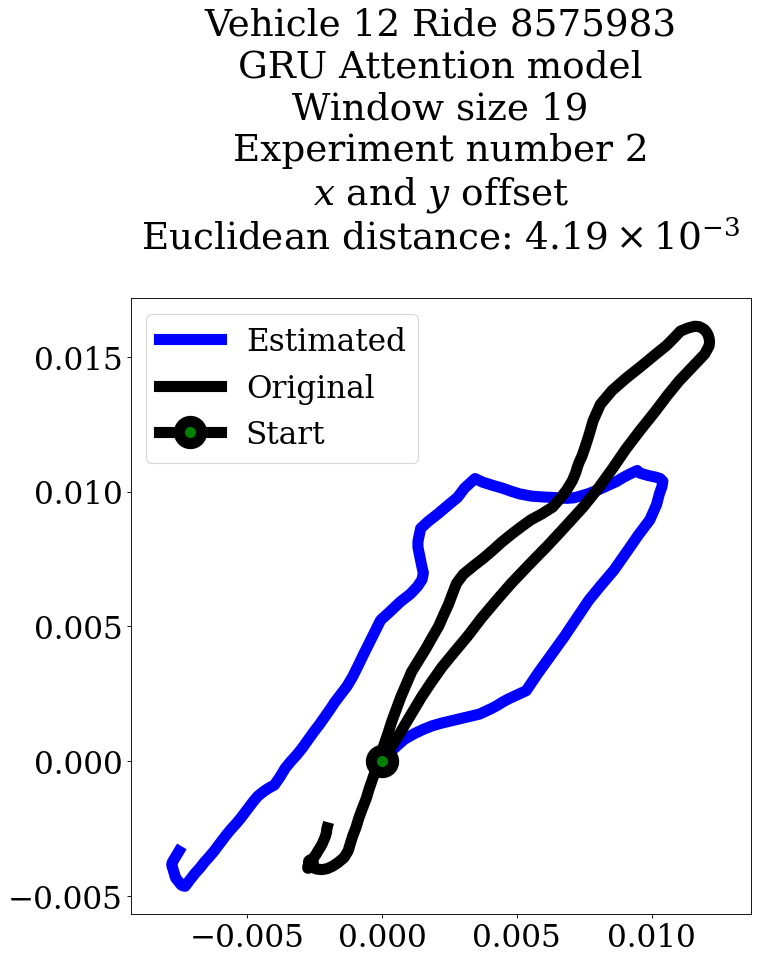 Vehicle 12 Ride 8575983
GRU Attention model
Window size 19
Experiment number 2
x and y offset
Euclidean distance: 4.19 × 10⁻³
Estimated
Original
Start
0.015
0.010
0.005
0.000
−0.005
−0.005 0.000 0.005 0.010